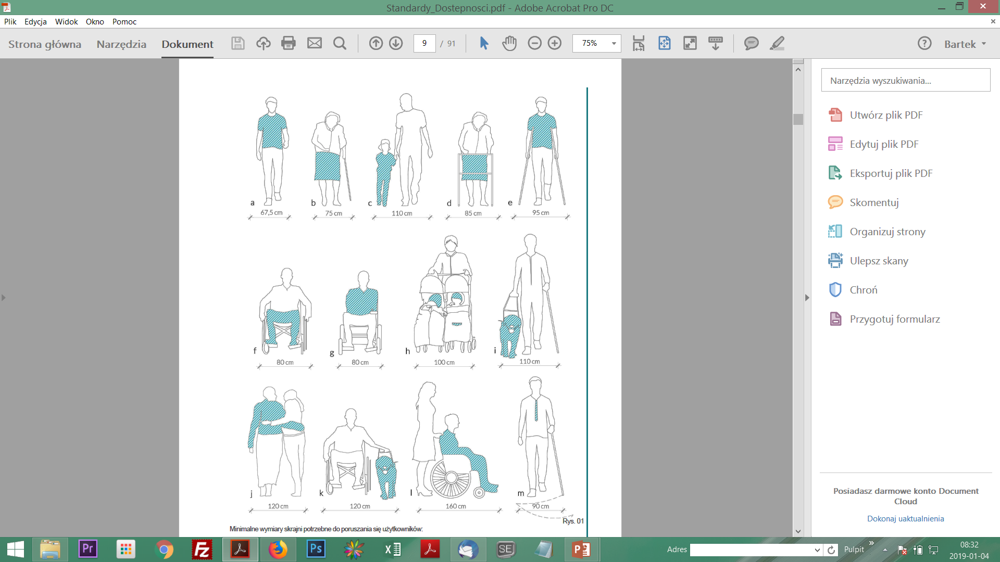 Standardy_Dostepnosci.pdf - Adobe Acrobat Pro DC
Plik Edycja Widok Okno Pomoc
Strona główna Narzędzia Dokument 9 / 91 75% Bartek
Narzędzia wyszukiwania...
Utwórz plik PDF
Edytuj plik PDF
Eksportuj plik PDF
Skomentuj
Organizuj strony
Ulepsz skany
Chroń
Przygotuj formularz
Posiadasz darmowe konto Document
Cloud
Dokonaj uaktualnienia
a b c d e
67,5 cm 75 cm 110 cm 85 cm 95 cm
f g h i
80 cm 80 cm 100 cm 110 cm
j k l m
120 cm 120 cm 160 cm 90 cm
Rys. 01
Minimalne wymiary skrajni potrzebne do poruszania się użytkowników:
Pr Fz Ps SE
Adres Pulpit 08:32
2019-01-04